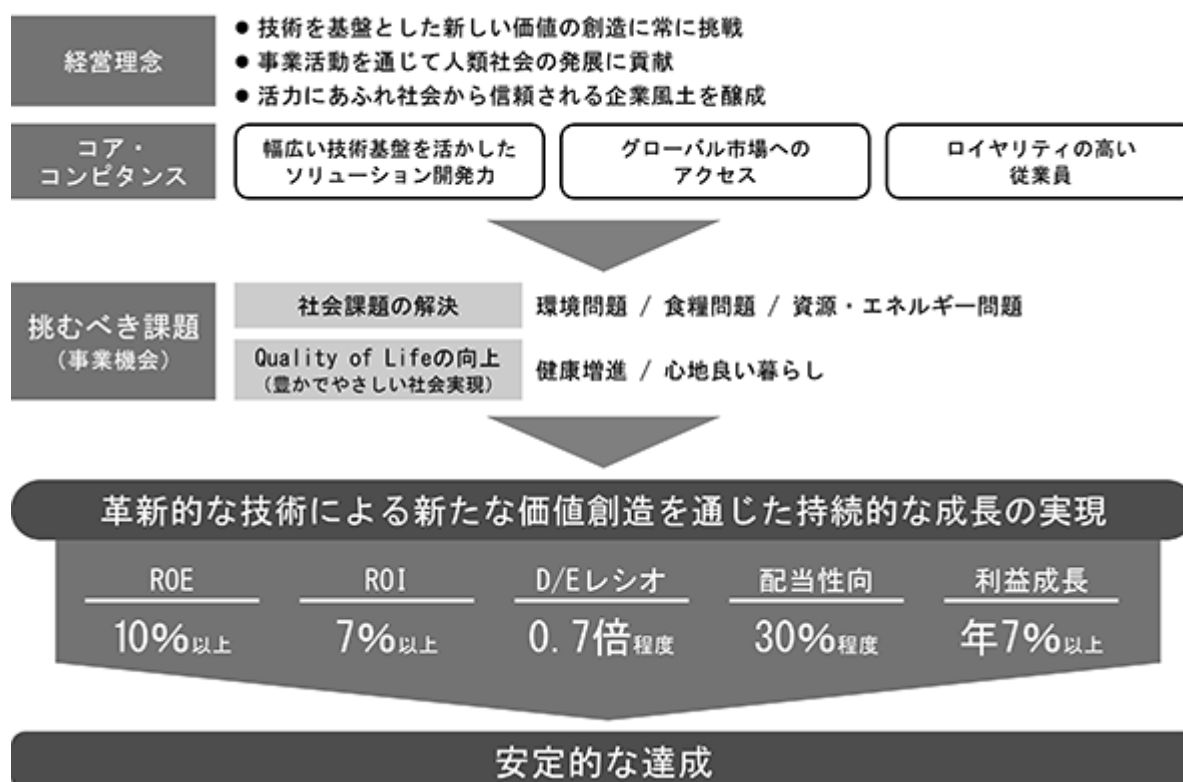 経営理念
● 技術を基盤とした新しい価値の創造に常に挑戦
● 事業活動を通じて人類社会の発展に貢献
● 活力にあふれ社会から信頼される企業風土を醸成
コア・
コンピタンス
幅広い技術基盤を活かした
ソリューション開発力
グローバル市場への
アクセス
ロイヤリティの高い
従業員
挑むべき課題
(事業機会)
社会課題の解決
環境問題 / 食糧問題 / 資源・エネルギー問題
Quality of Lifeの向上
(豊かでやさしい社会実現)
健康増進 / 心地良い暮らし
革新的な技術による新たな価値創造を通じた持続的な成長の実現
ROE
10%以上
ROI
7%以上
D/Eレシオ
0.7倍程度
配当性向
30%程度
利益成長
年7%以上
安定的な達成